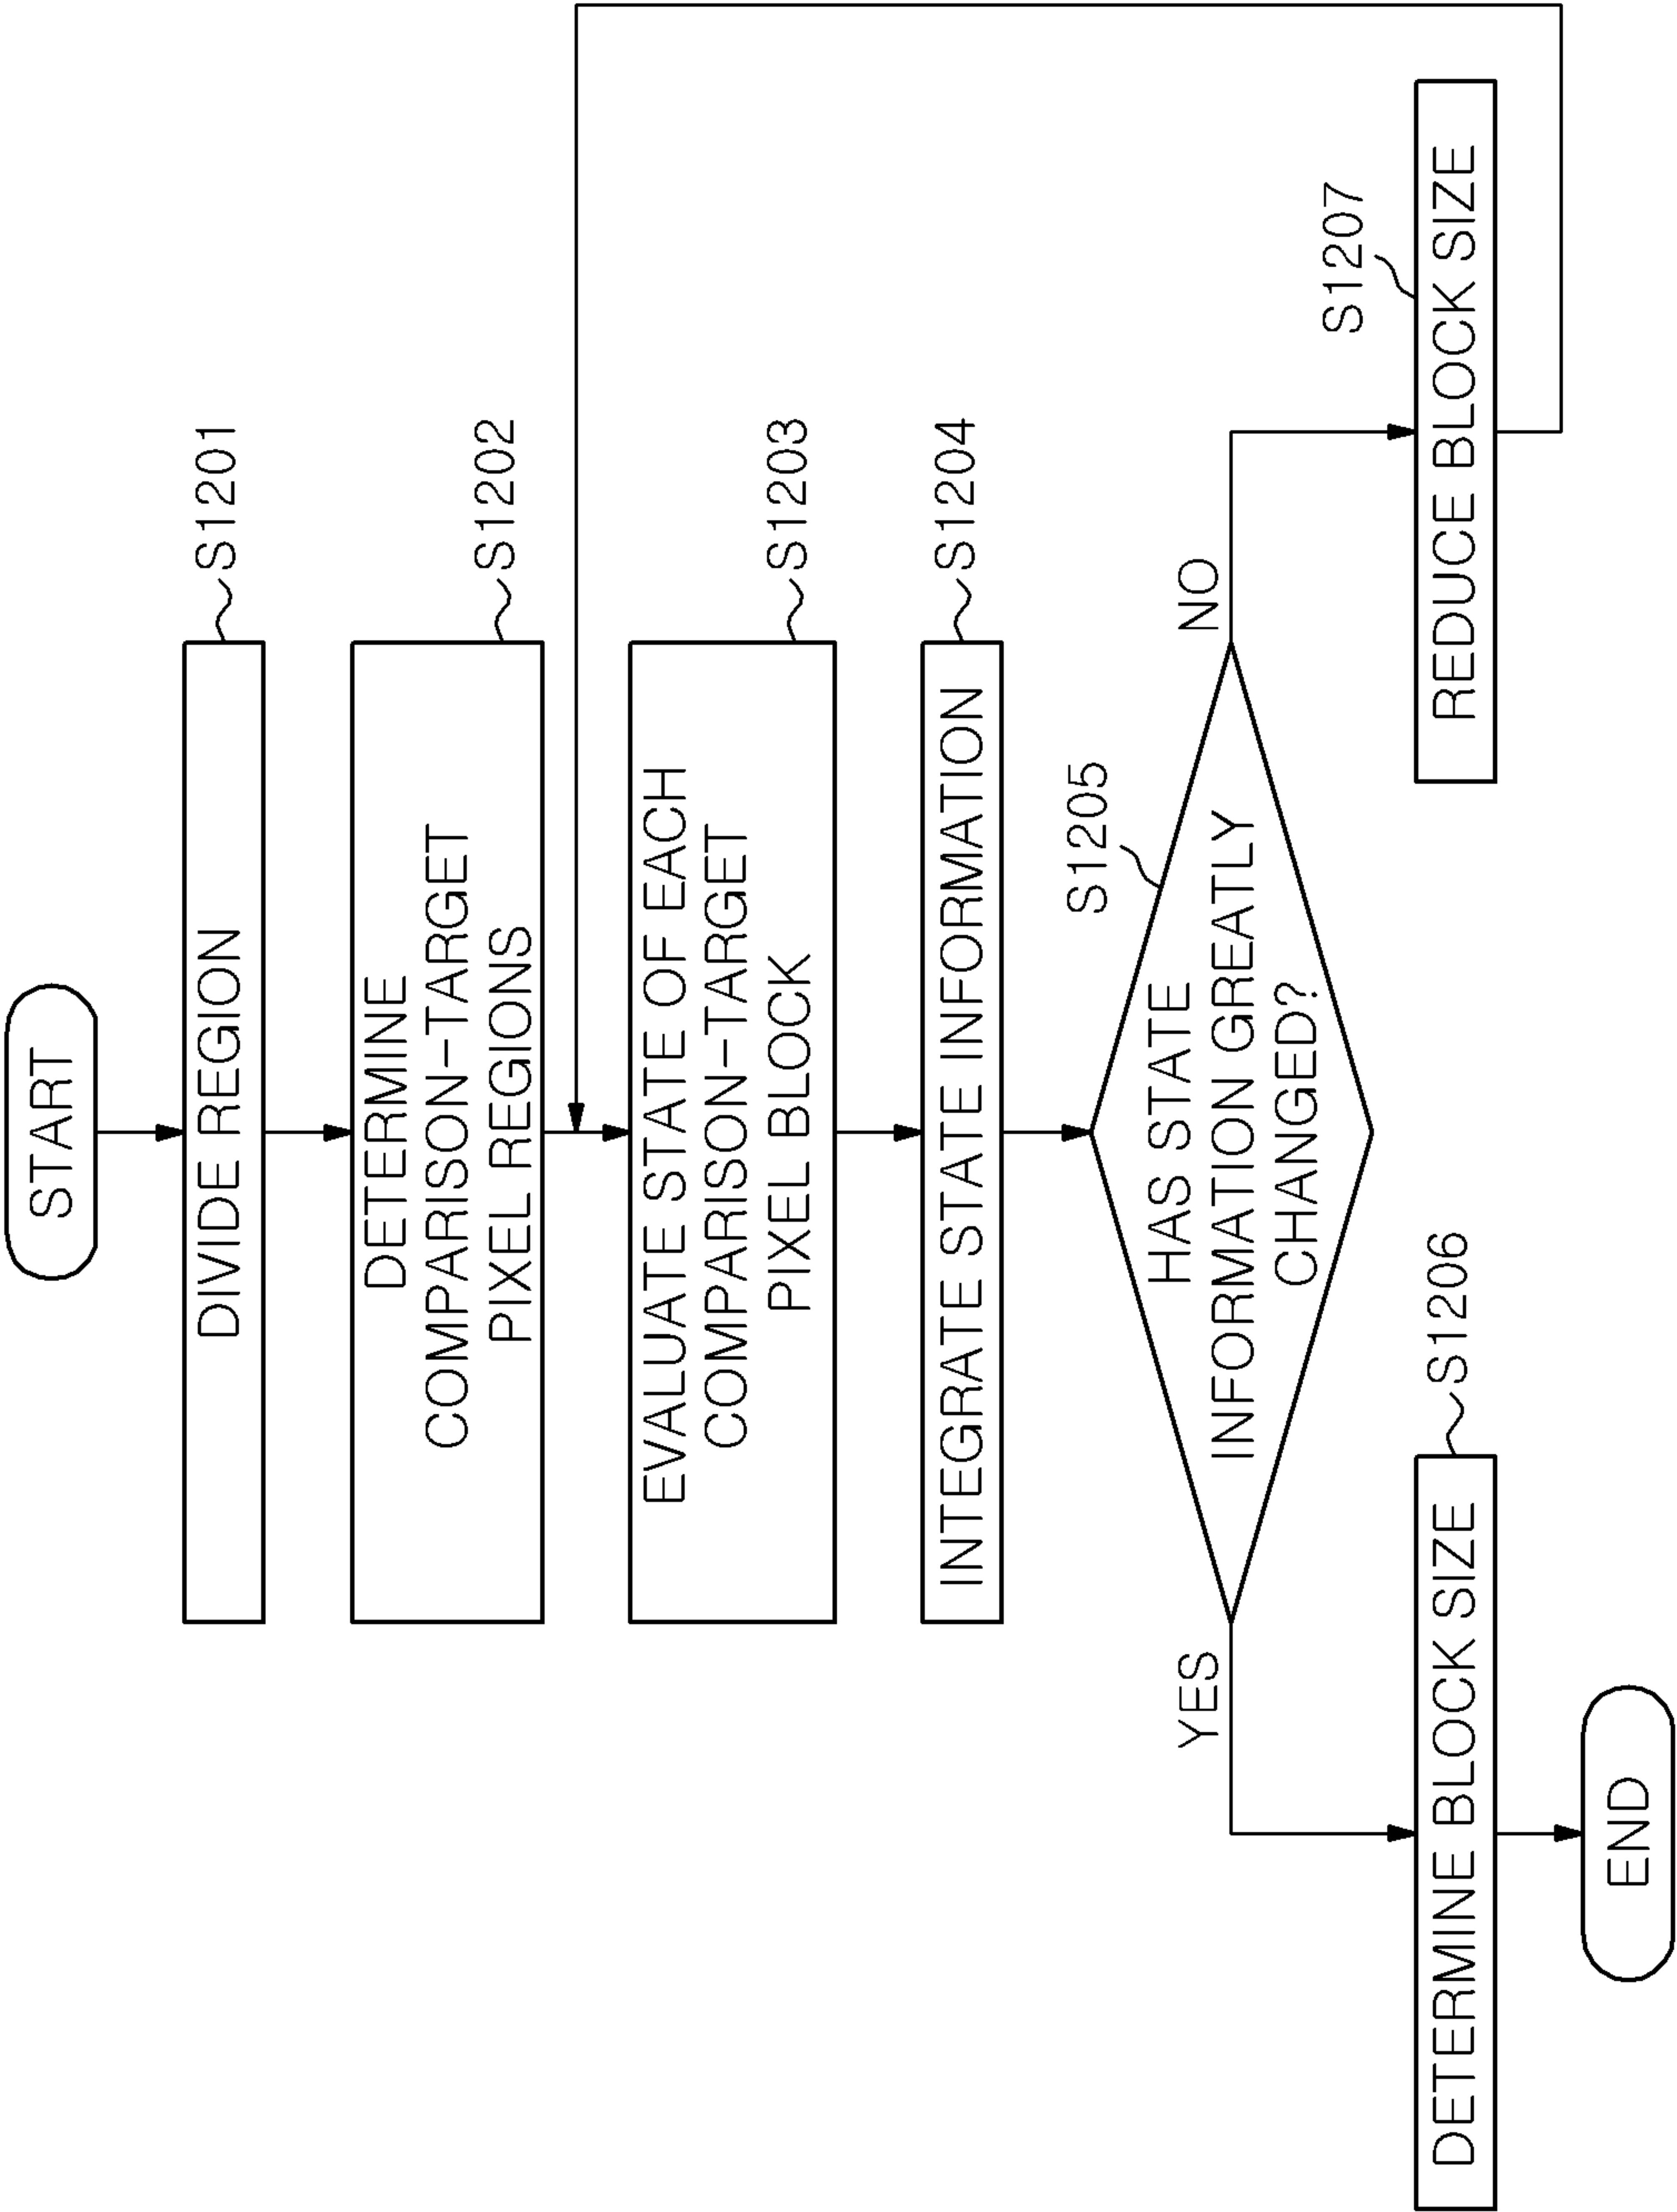 START
DIVIDE REGION
S1201
DETERMINE
COMPARISON-TARGET
PIXEL REGIONS
S1202
EVALUATE STATE OF EACH
COMPARISON-TARGET
PIXEL BLOCK
S1203
INTEGRATE STATE INFORMATION
S1204
S1205
HAS STATE
INFORMATION GREATLY
CHANGED?
YES
NO
S1206
DETERMINE BLOCK SIZE
S1207
REDUCE BLOCK SIZE
END